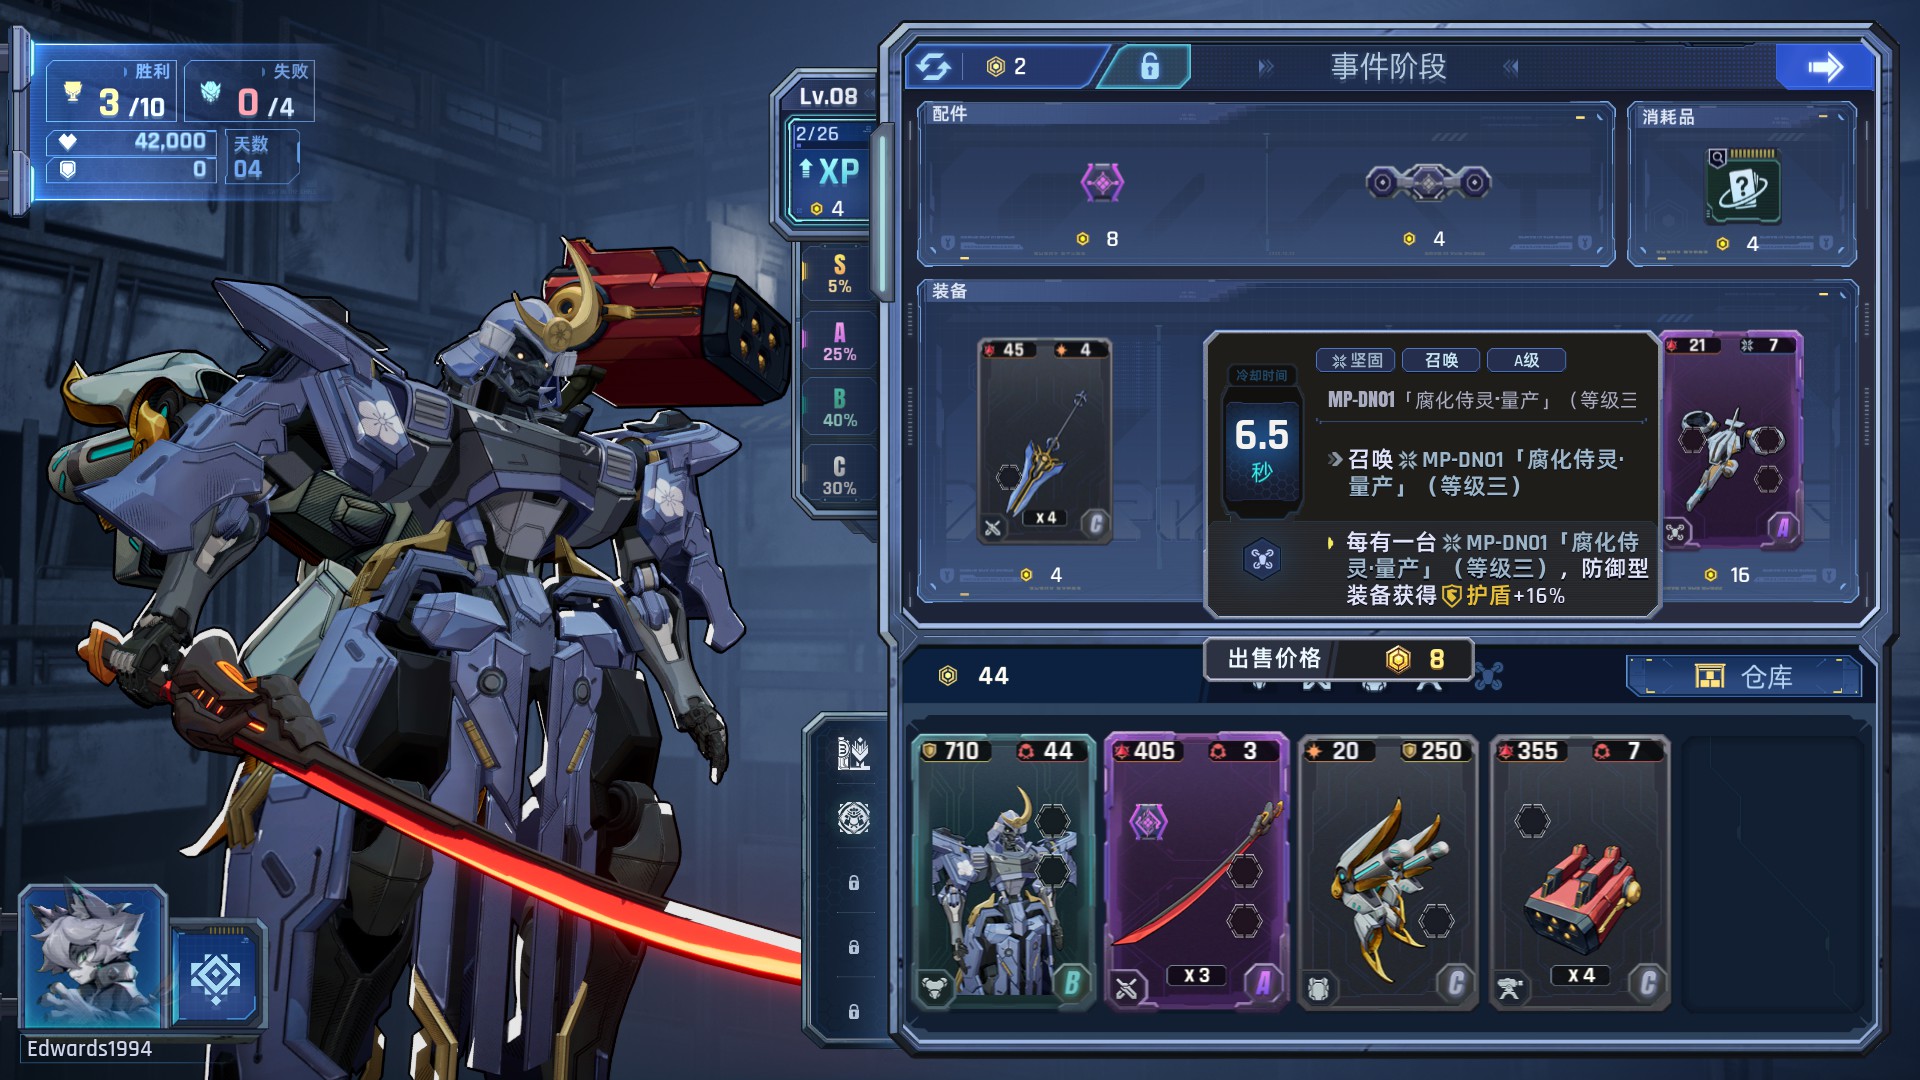 胜利
3 /10
失败
0 /4
42,000
0
天数
04
Lv.08
2/26
XP
4
S
5%
A
25%
B
40%
C
30%
2
事件阶段
配件
8
4
消耗品
?
4
装备
45
4
x4
C
4
冷却时间
6.5
秒
坚固
召唤
A级
MP-DN01「腐化侍灵·量产」（等级三
召唤 MP-DN01「腐化侍灵·
量产」（等级三）
每有一台 MP-DN01「腐化侍
灵·量产」（等级三），防御型
装备获得 护盾+16%
21
7
A
16
出售价格
8
44
仓库
710
44
B
405
3
x3
A
20
250
C
355
7
x4
C
Edwards1994